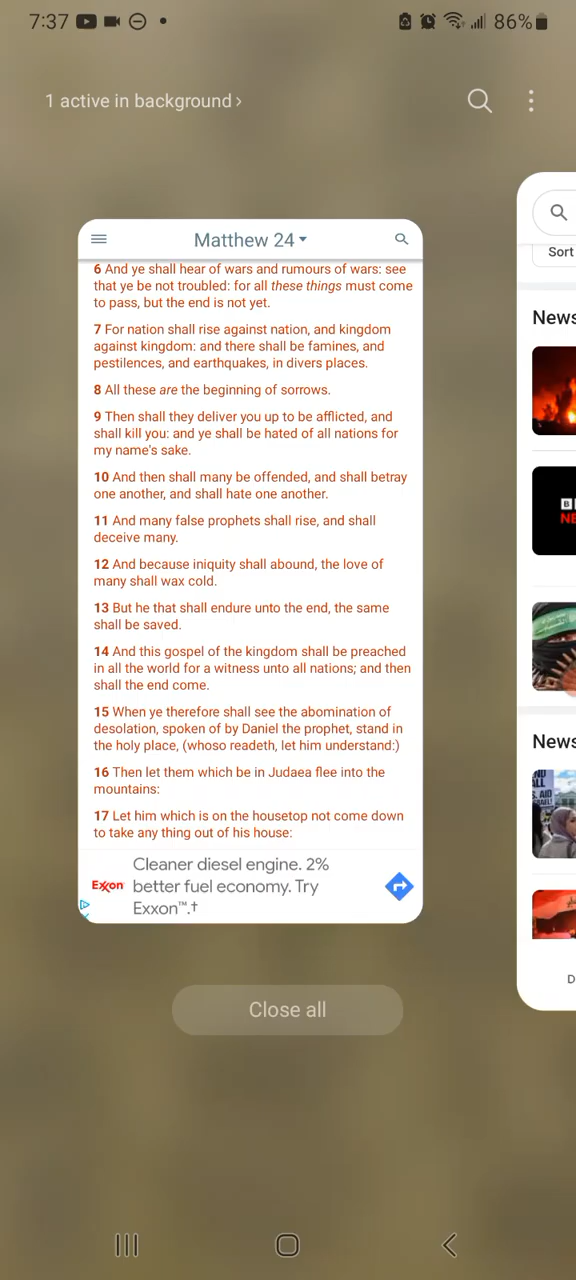 7:37
86%
1 active in background >
Matthew 24
6 And ye shall hear of wars and rumours of wars: see
that ye be not troubled: for all these things must come
to pass, but the end is not yet.
7 For nation shall rise against nation, and kingdom
against kingdom: and there shall be famines, and
pestilences, and earthquakes, in divers places.
8 All these are the beginning of sorrows.
9 Then shall they deliver you up to be afflicted, and
shall kill you: and ye shall be hated of all nations for
my name's sake.
10 And then shall many be offended, and shall betray
one another, and shall hate one another.
11 And many false prophets shall rise, and shall
deceive many.
12 And because iniquity shall abound, the love of
many shall wax cold.
13 But he that shall endure unto the end, the same
shall be saved.
14 And this gospel of the kingdom shall be preached
in all the world for a witness unto all nations; and then
shall the end come.
15 When ye therefore shall see the abomination of
desolation, spoken of by Daniel the prophet, stand in
the holy place, (whoso readeth, let him understand:)
16 Then let them which be in Judaea flee into the
mountains:
17 Let him which is on the housetop not come down
to take any thing out of his house:
Exxon
Cleaner diesel engine. 2%
better fuel economy. Try
Exxon™.†
Sort
News
B
NE
News
ND
ALL
S. AID
RAEL!
D
Close all